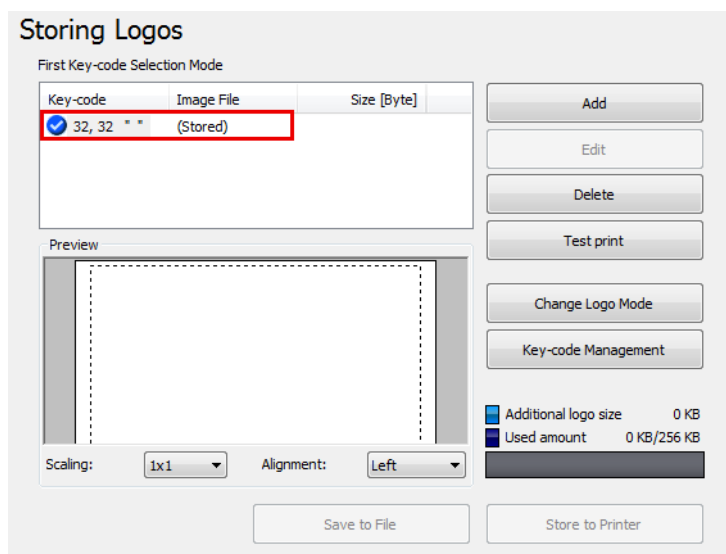 Storing Logos
First Key-code Selection Mode
Key-code Image File Size [Byte]
32, 32 " " (Stored)
Add
Edit
Delete
Test print
Preview
Change Logo Mode
Key-code Management
Additional logo size 0 KB
Used amount 0 KB/256 KB
Scaling: 1x1 Alignment: Left
Save to File Store to Printer